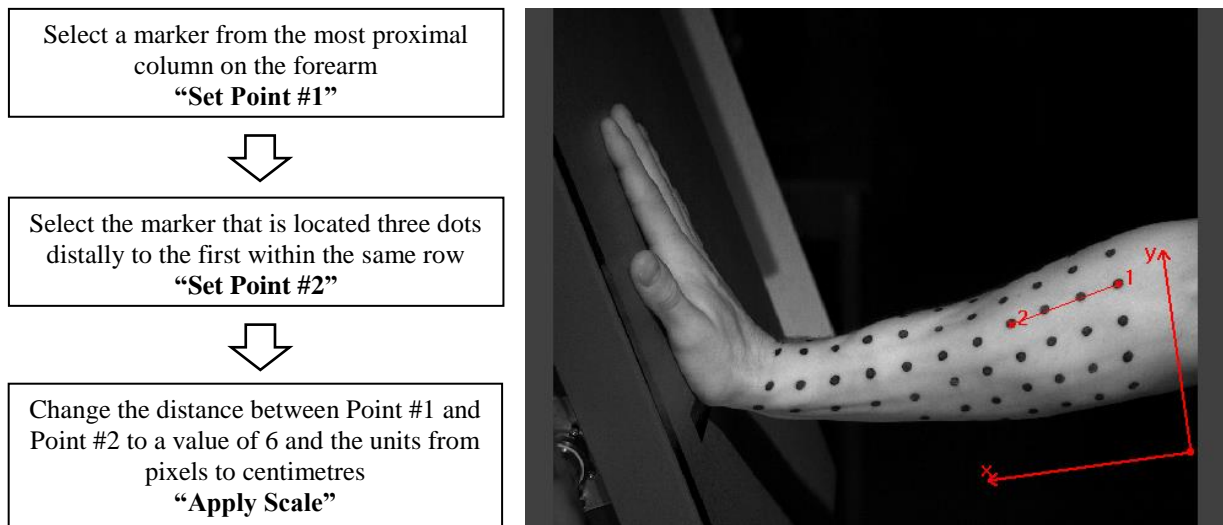 Select a marker from the most proximal
column on the forearm
“Set Point #1”
Select the marker that is located three dots
distally to the first within the same row
“Set Point #2”
Change the distance between Point #1 and
Point #2 to a value of 6 and the units from
pixels to centimetres
“Apply Scale”
y
1
2
x